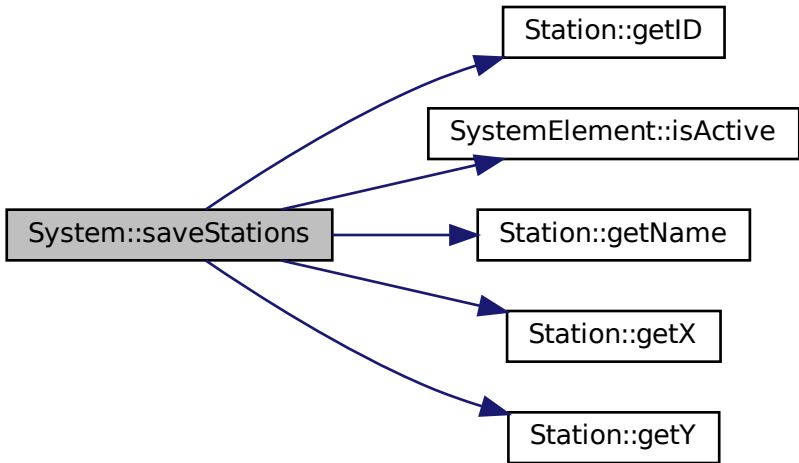 Station::getID
SystemElement::isActive
System::saveStations
Station::getName
Station::getX
Station::getY